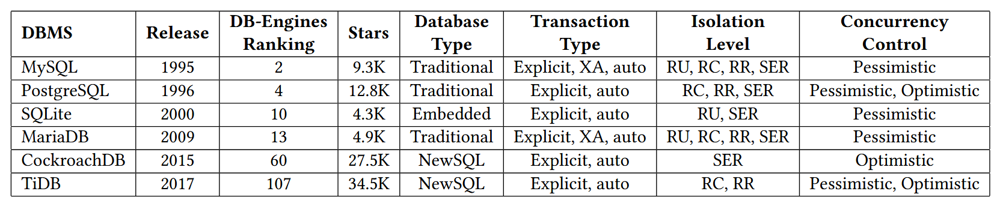 DBMS Release DB-Engines Ranking Stars Database Type Transaction Type Isolation Level Concurrency Control
MySQL 1995 2 9.3K Traditional Explicit, XA, auto RU, RC, RR, SER Pessimistic
PostgreSQL 1996 4 12.8K Traditional Explicit, auto RC, RR, SER Pessimistic, Optimistic
SQLite 2000 10 4.3K Embedded Explicit, auto RU, SER Pessimistic
MariaDB 2009 13 4.9K Traditional Explicit, XA, auto RU, RC, RR, SER Pessimistic
CockroachDB 2015 60 27.5K NewSQL Explicit, auto SER Optimistic
TiDB 2017 107 34.5K NewSQL Explicit, auto RC, RR Pessimistic, Optimistic